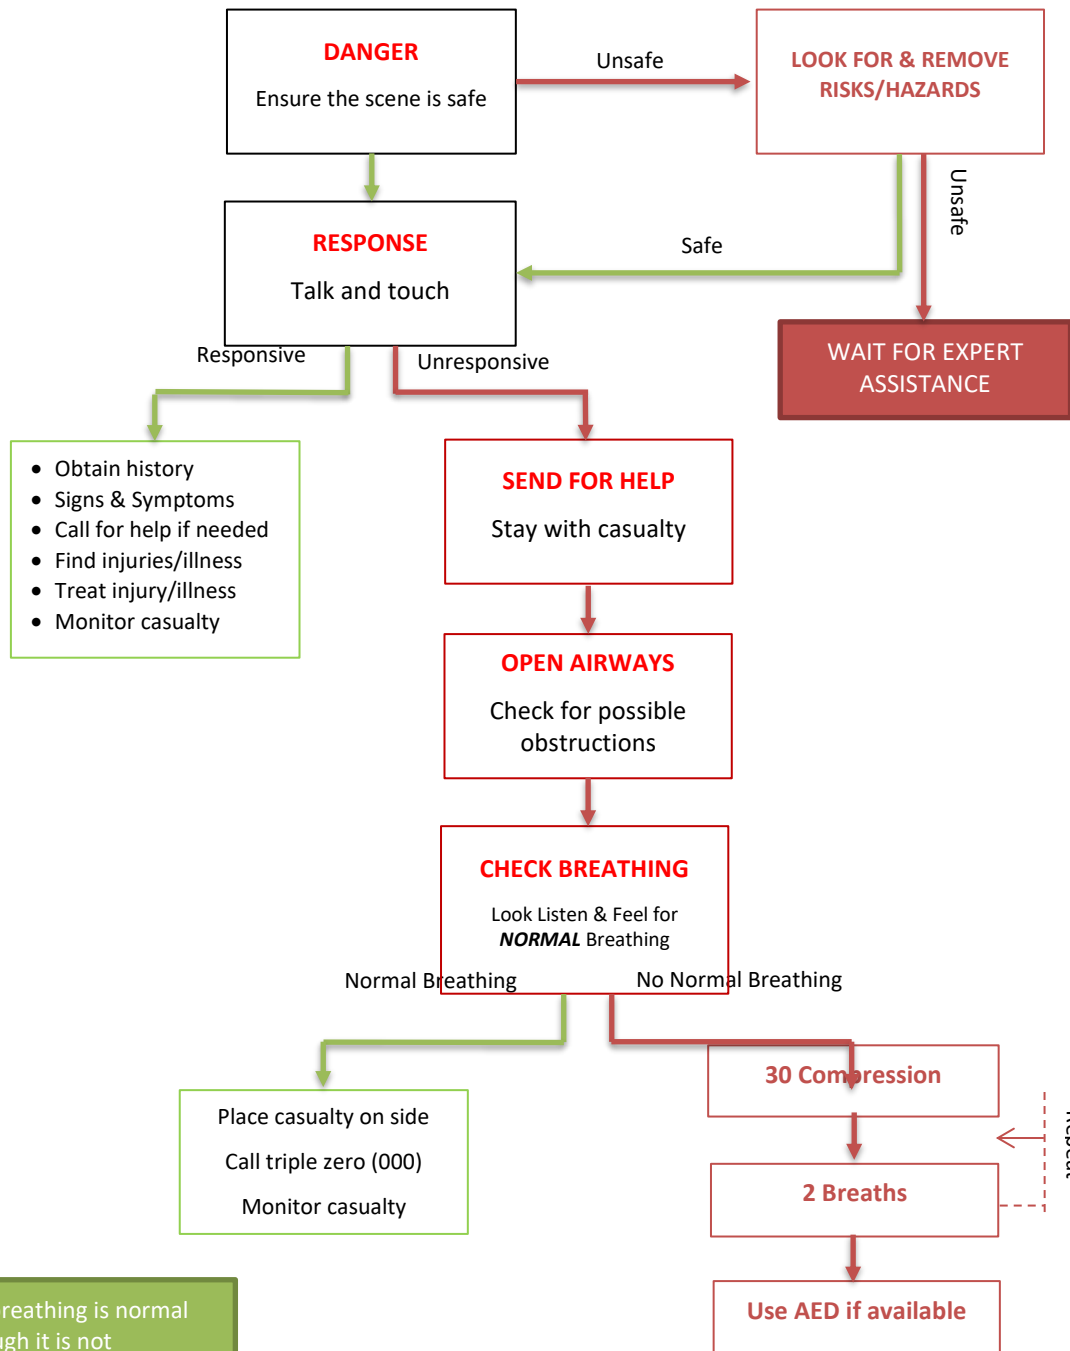 DANGER
Ensure the scene is safe
Unsafe
LOOK FOR & REMOVE
RISKS/HAZARDS
Unsafe
RESPONSE
Talk and touch
Safe
WAIT FOR EXPERT
ASSISTANCE
Responsive
Unresponsive
• Obtain history
• Signs & Symptoms
• Call for help if needed
• Find injuries/illness
• Treat injury/illness
• Monitor casualty
SEND FOR HELP
Stay with casualty
OPEN AIRWAYS
Check for possible
obstructions
CHECK BREATHING
Look Listen & Feel for
NORMAL Breathing
Normal Breathing
No Normal Breathing
Place casualty on side
Call triple zero (000)
Monitor casualty
30 Compression
Repeat
2 Breaths
Use AED if available
breathing is normal
it is not